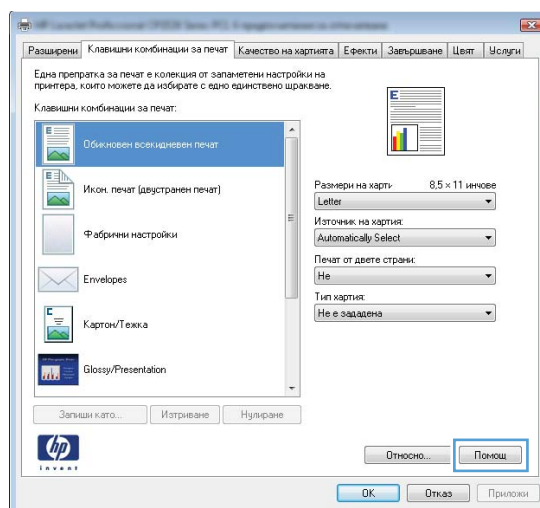 Разширени Клавишни комбинации за печат Качество на хартията Ефекти Завършване Цвят Услуги
Една препратка за печат е колекция от запаметени настройки на
принтера, които можете да избирате с едно единствено щракване.
Клавишни комбинации за печат:
Обикновен всекидневен печат
Икон. печат (двустранен печат)
Фабрични настройки
Envelopes
Картон/Тежка
Glossy/Presentation
Запиши като... Изтриване Нулиране
Размери на харти 8,5 × 11 инчове
Letter
Източник на хартия:
Automatically Select
Печат от двете страни:
Не
Тип хартия:
Не е зададена
hp
invent
Относно... Помощ
OK Отказ Приложи